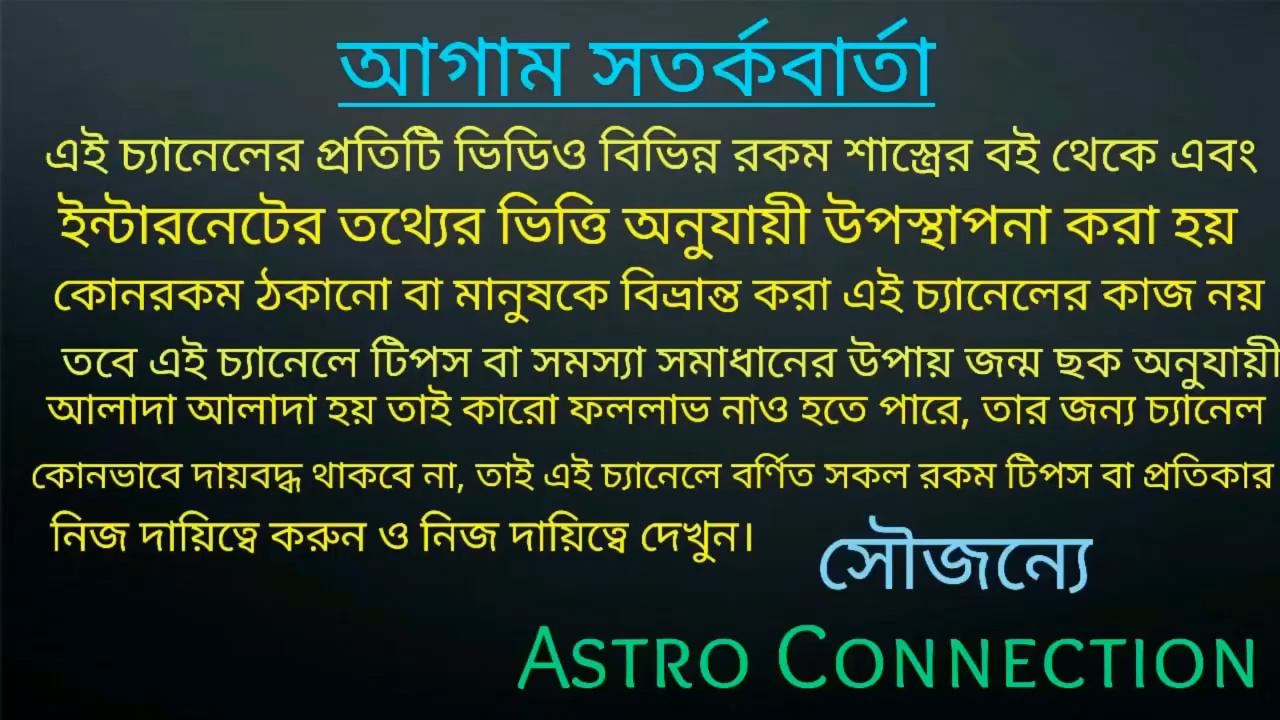 আগাম সতর্কবার্তা
এই চ্যানেলের প্রতিটি ভিডিও বিভিন্ন রকম শাস্ত্রের বই থেকে এবং
ইন্টারনেটের তথ্যের ভিত্তি অনুযায়ী উপস্থাপনা করা হয়
কোনরকম ঠকানো বা মানুষকে বিভ্রান্ত করা এই চ্যানেলের কাজ নয়
তবে এই চ্যানেলে টিপস বা সমস্যা সমাধানের উপায় জন্ম ছক অনুযায়ী
আলাদা আলাদা হয় তাই কারো ফললাভ নাও হতে পারে, তার জন্য চ্যানেল
কোনভাবে দায়বদ্ধ থাকবে না, তাই এই চ্যানেলে বর্ণিত সকল রকম টিপস বা প্রতিকার
নিজ দায়িত্বে করুন ও নিজ দায়িত্বে দেখুন।
সৌজন্যে
ASTRO CONNECTION